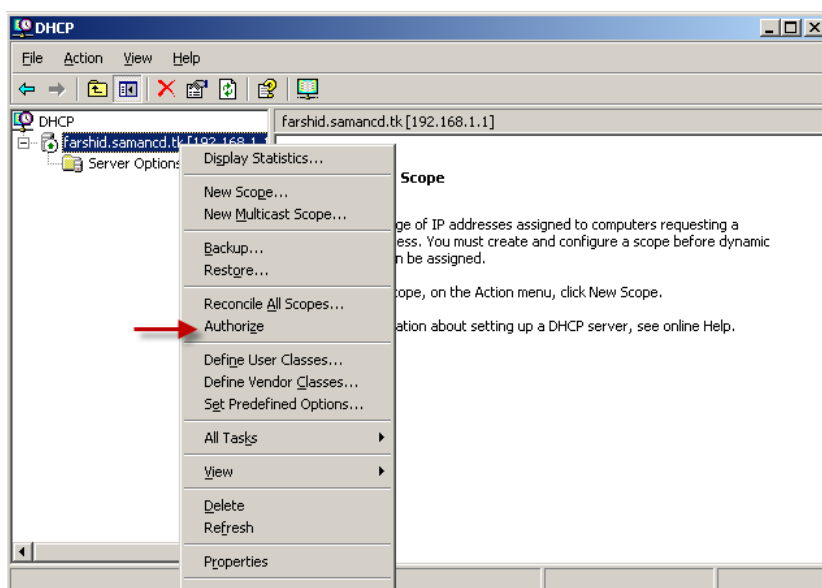 DHCP
File Action View Help
DHCP
farshid.samancd.tk [192.168.1.1]
farshid.samancd.tk [192.168.1.1
Server Options
Display Statistics...
New Scope...
New Multicast Scope...
Backup...
Restore...
Reconcile All Scopes...
Authorize
Define User Classes...
Define Vendor Classes...
Set Predefined Options...
All Tasks
View
Delete
Refresh
Properties
Scope
ge of IP addresses assigned to computers requesting a
ess. You must create and configure a scope before dynamic
n be assigned.
cope, on the Action menu, click New Scope.
ation about setting up a DHCP server, see online Help.